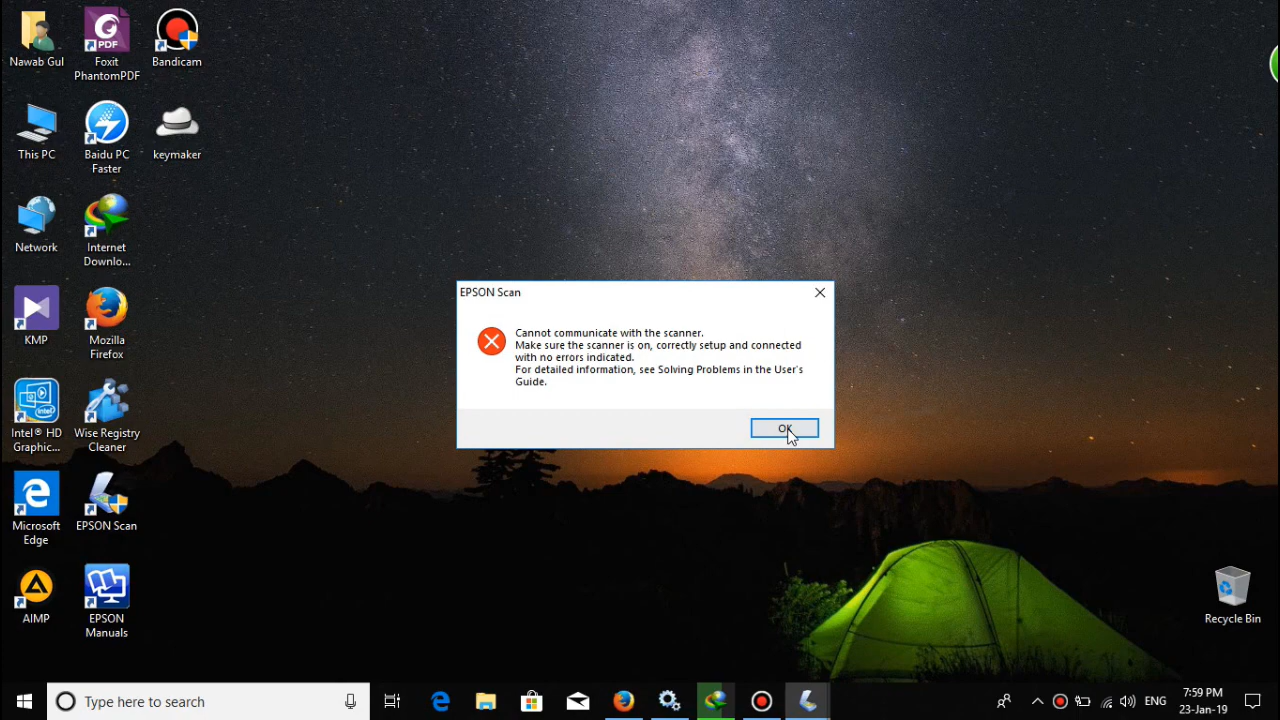 Nawab Gul
PDF
Foxit
PhantomPDF
Bandicam
This PC
Baidu PC
Faster
keymaker
Network
Internet
Downlo...
KMP
Mozilla
Firefox
intel
Intel® HD
Graphic...
Wise Registry
Cleaner
Microsoft
Edge
EPSON Scan
AIMP
EPSON
Manuals
EPSON Scan
Cannot communicate with the scanner.
Make sure the scanner is on, correctly setup and connected
with no errors indicated.
For detailed information, see Solving Problems in the User's
Guide.
OK
Recycle Bin
Type here to search
ENG
7:59 PM
23-Jan-19